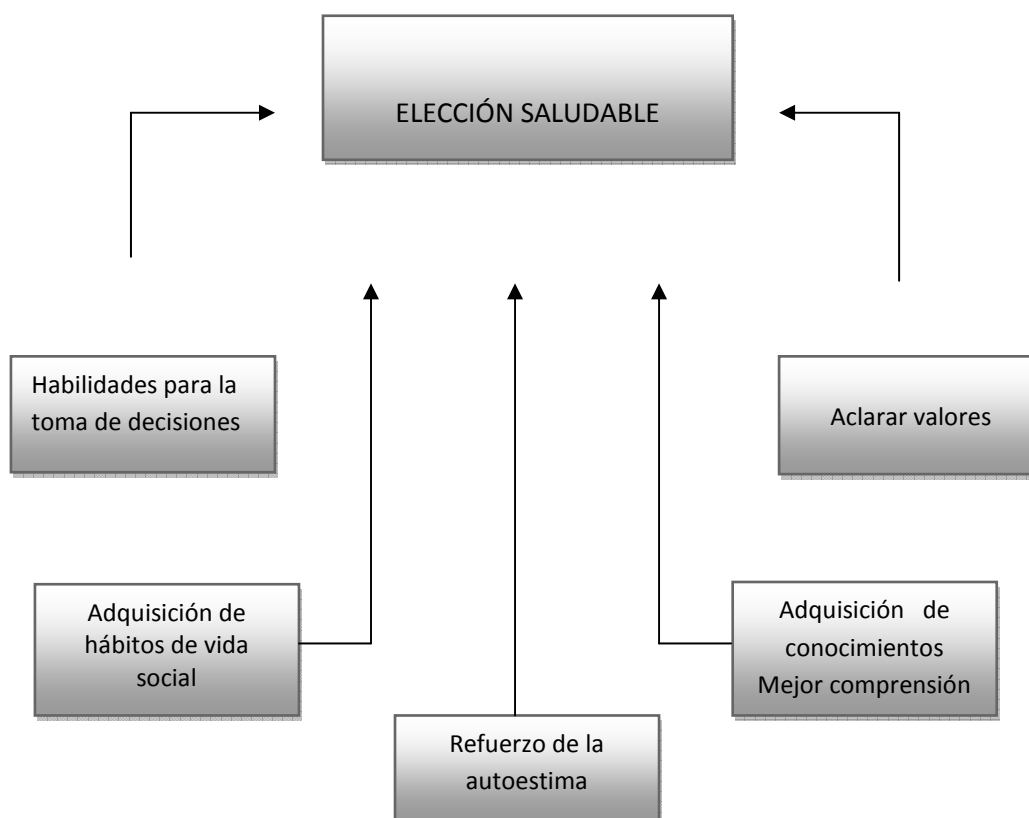 ELECCIÓN SALUDABLE
Habilidades para la
toma de decisiones
Aclarar valores
Adquisición de
hábitos de vida
social
Adquisición de
conocimientos
Mejor comprensión
Refuerzo de la
autoestima